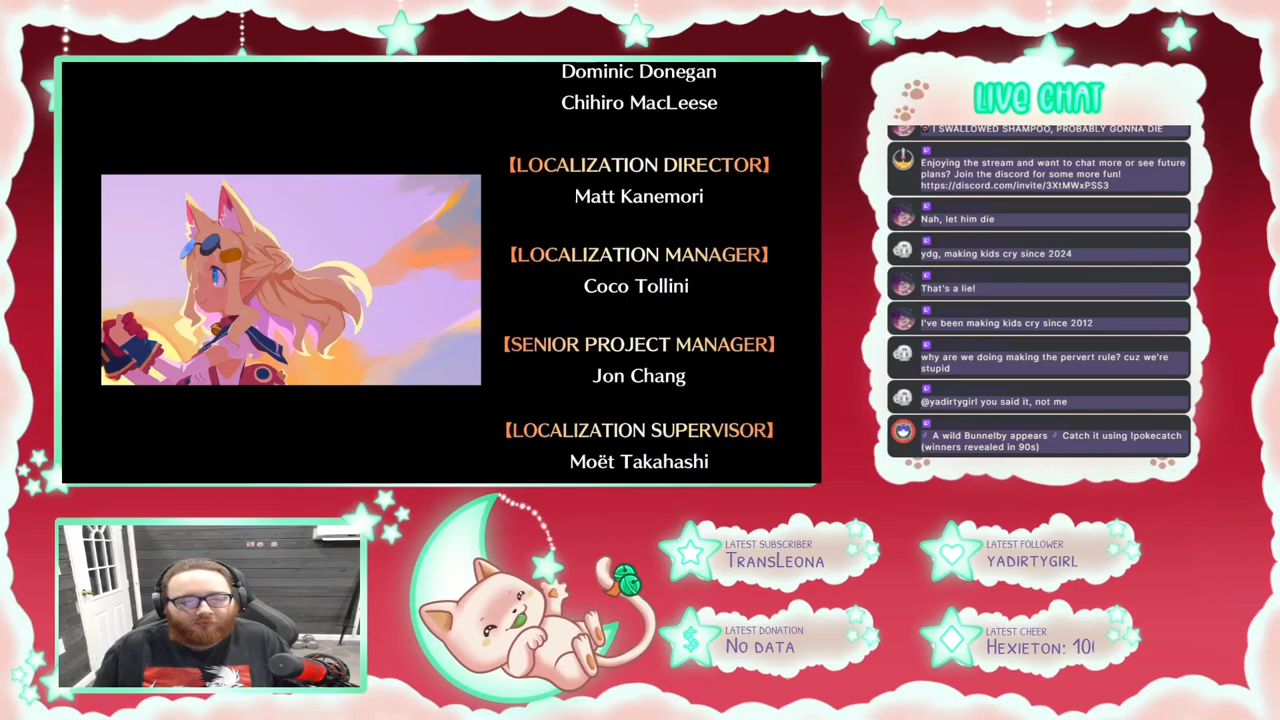 Dominic Donegan
Chihiro MacLeese
【LOCALIZATION DIRECTOR】
Matt Kanemori
【LOCALIZATION MANAGER】
Coco Tollini
【SENIOR PROJECT MANAGER】
Jon Chang
【LOCALIZATION SUPERVISOR】
Moët Takahashi
LIVE CHAT
I SWALLOWED SHAMPOO, PROBABLY GONNA DIE
Enjoying the stream and want to chat more or see future
plans? Join the discord for some more fun!
https://discord.com/invite/3XtMWxPSS3
Nah, let him die
ydg, making kids cry since 2024
That's a lie!
I've been making kids cry since 2012
why are we doing making the pervert rule? cuz we're
stupid
@yadirtygirl you said it, not me
A wild Bunnelby appears Catch it using !pokecatch
(winners revealed in 90s)
LATEST SUBSCRIBER
TransLeona
LATEST FOLLOWER
yadirtygirl
LATEST DONATION
No data
LATEST CHEER
Hexieton: 10